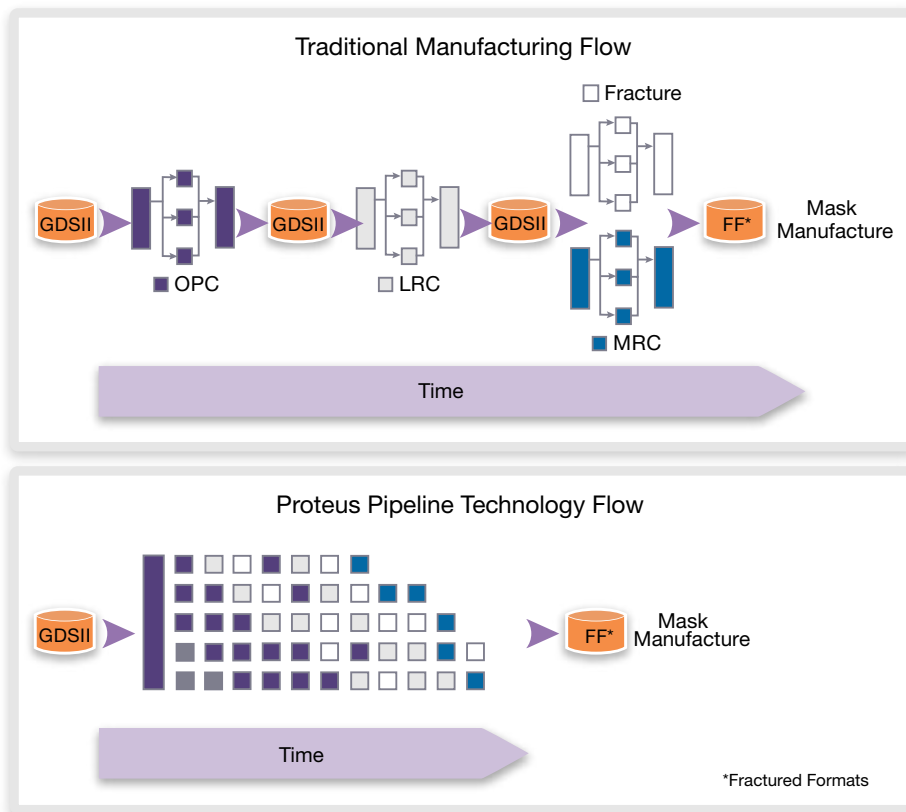 Traditional Manufacturing Flow
Fracture
GDSII
GDSII
GDSII
FF*
Mask
Manufacture
OPC
LRC
MRC
Time
Proteus Pipeline Technology Flow
GDSII
FF*
Mask
Manufacture
Time
*Fractured Formats